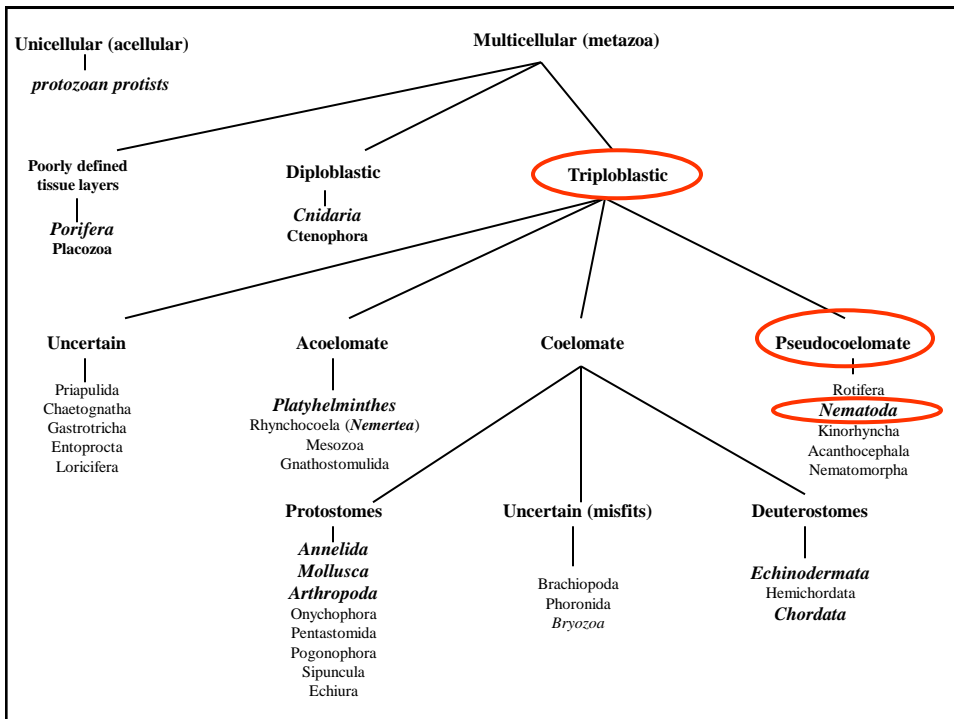 Unicellular (acellular)
protozoan protists
Multicellular (metazoa)
Poorly defined
tissue layers
Porifera
Placozoa
Diploblastic
Cnidaria
Ctenophora
Triploblastic
Uncertain
Priapulida
Chaetognatha
Gastrotricha
Entoprocta
Loricifera
Acoelomate
Platyhelminthes
Rhynchocoela (Nemertea)
Mesozoa
Gnathostomulida
Coelomate
Pseudocoelomate
Rotifera
Nematoda
Kinorhyncha
Acanthocephala
Nematomorpha
Protostomes
Annelida
Mollusca
Arthropoda
Onychophora
Pentastomida
Pogonophora
Sipuncula
Echiura
Uncertain (misfits)
Brachiopoda
Phoronida
Bryozoa
Deuterostomes
Echinodermata
Hemichordata
Chordata